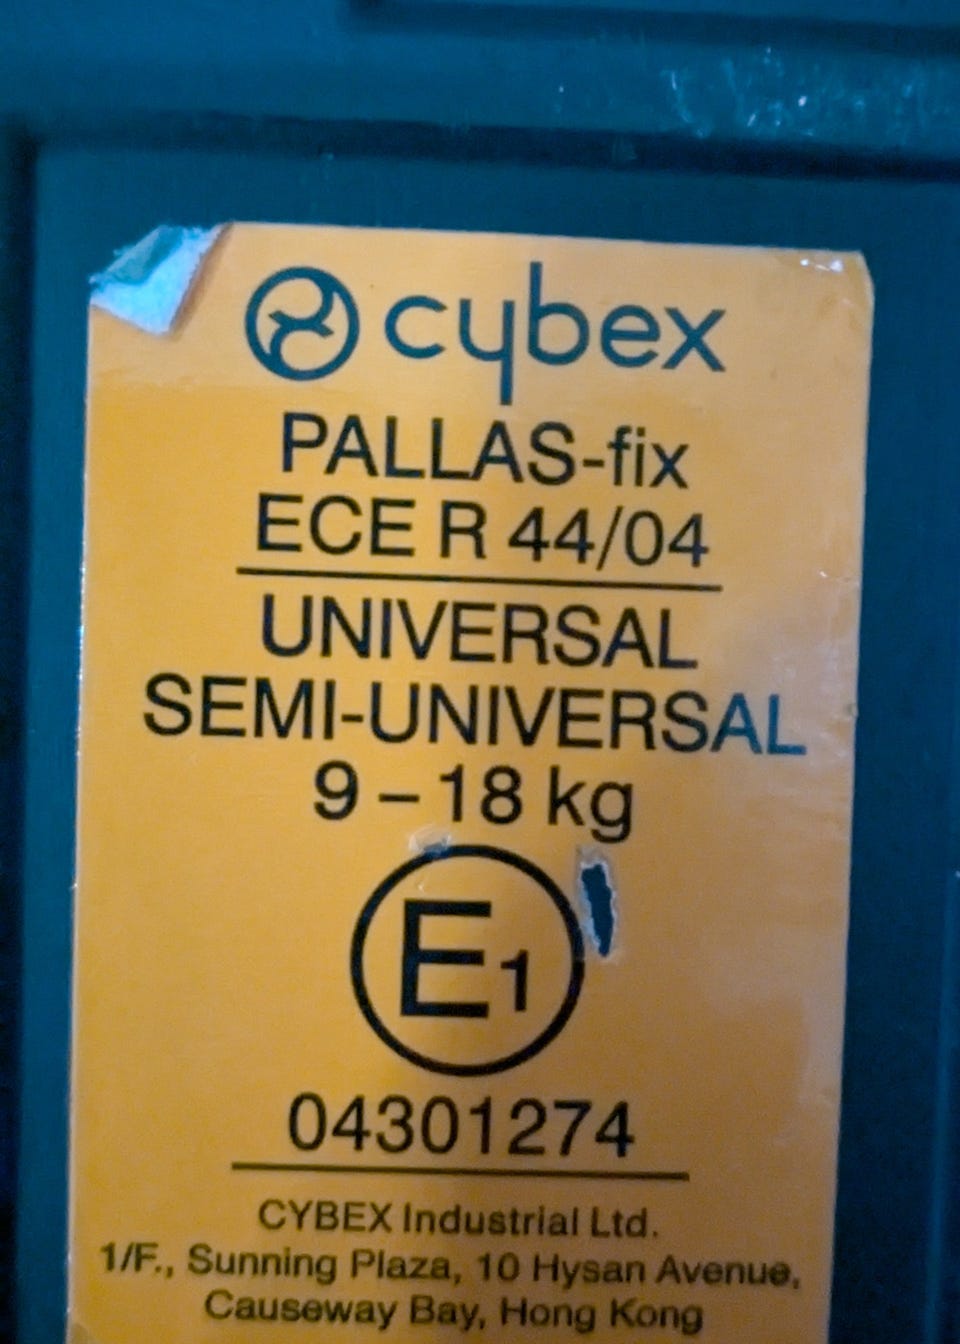 cybex
PALLAS-fix
ECE R 44/04
UNIVERSAL
SEMI-UNIVERSAL
9 – 18 kg
E1
04301274
CYBEX Industrial Ltd.
1/F., Sunning Plaza, 10 Hysan Avenue,
Causeway Bay, Hong Kong